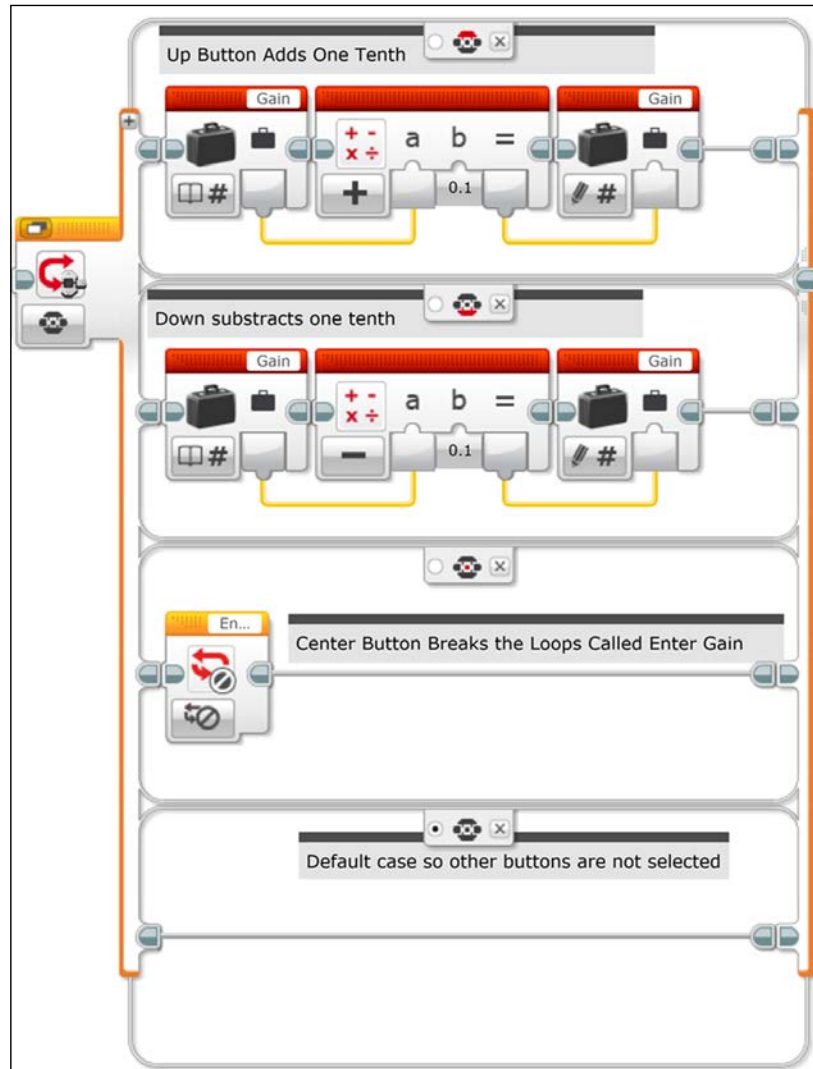 Up Button Adds One Tenth
Gain
Gain
a b =
0.1
#
#
Down substracts one tenth
Gain
Gain
a b =
0.1
#
#
En...
Center Button Breaks the Loops Called Enter Gain
Default case so other buttons are not selected